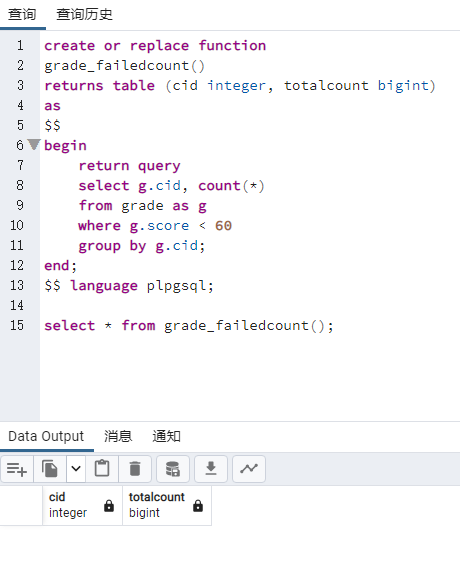 查询 查询历史
1 create or replace function
2 grade_failedcount()
3 returns table (cid integer, totalcount bigint)
4 as
5 $$
6 begin
7 return query
8 select g.cid, count(*)
9 from grade as g
10 where g.score < 60
11 group by g.cid;
12 end;
13 $$ language plpgsql;
14
15 select * from grade_failedcount();
Data Output 消息 通知
cid totalcount
integer bigint